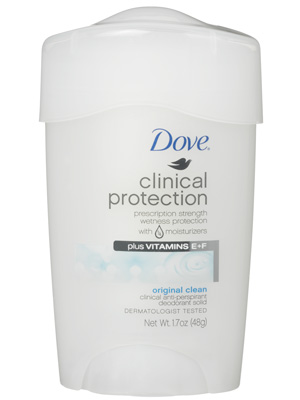 Dove
clinical
protection
prescription strength
wetness protection
with moisturizers
plus VITAMINS E+F
original clean
clinical anti-perspirant
deodorant solid
DERMATOLOGIST TESTED
Net Wt. 1.7oz (48g)